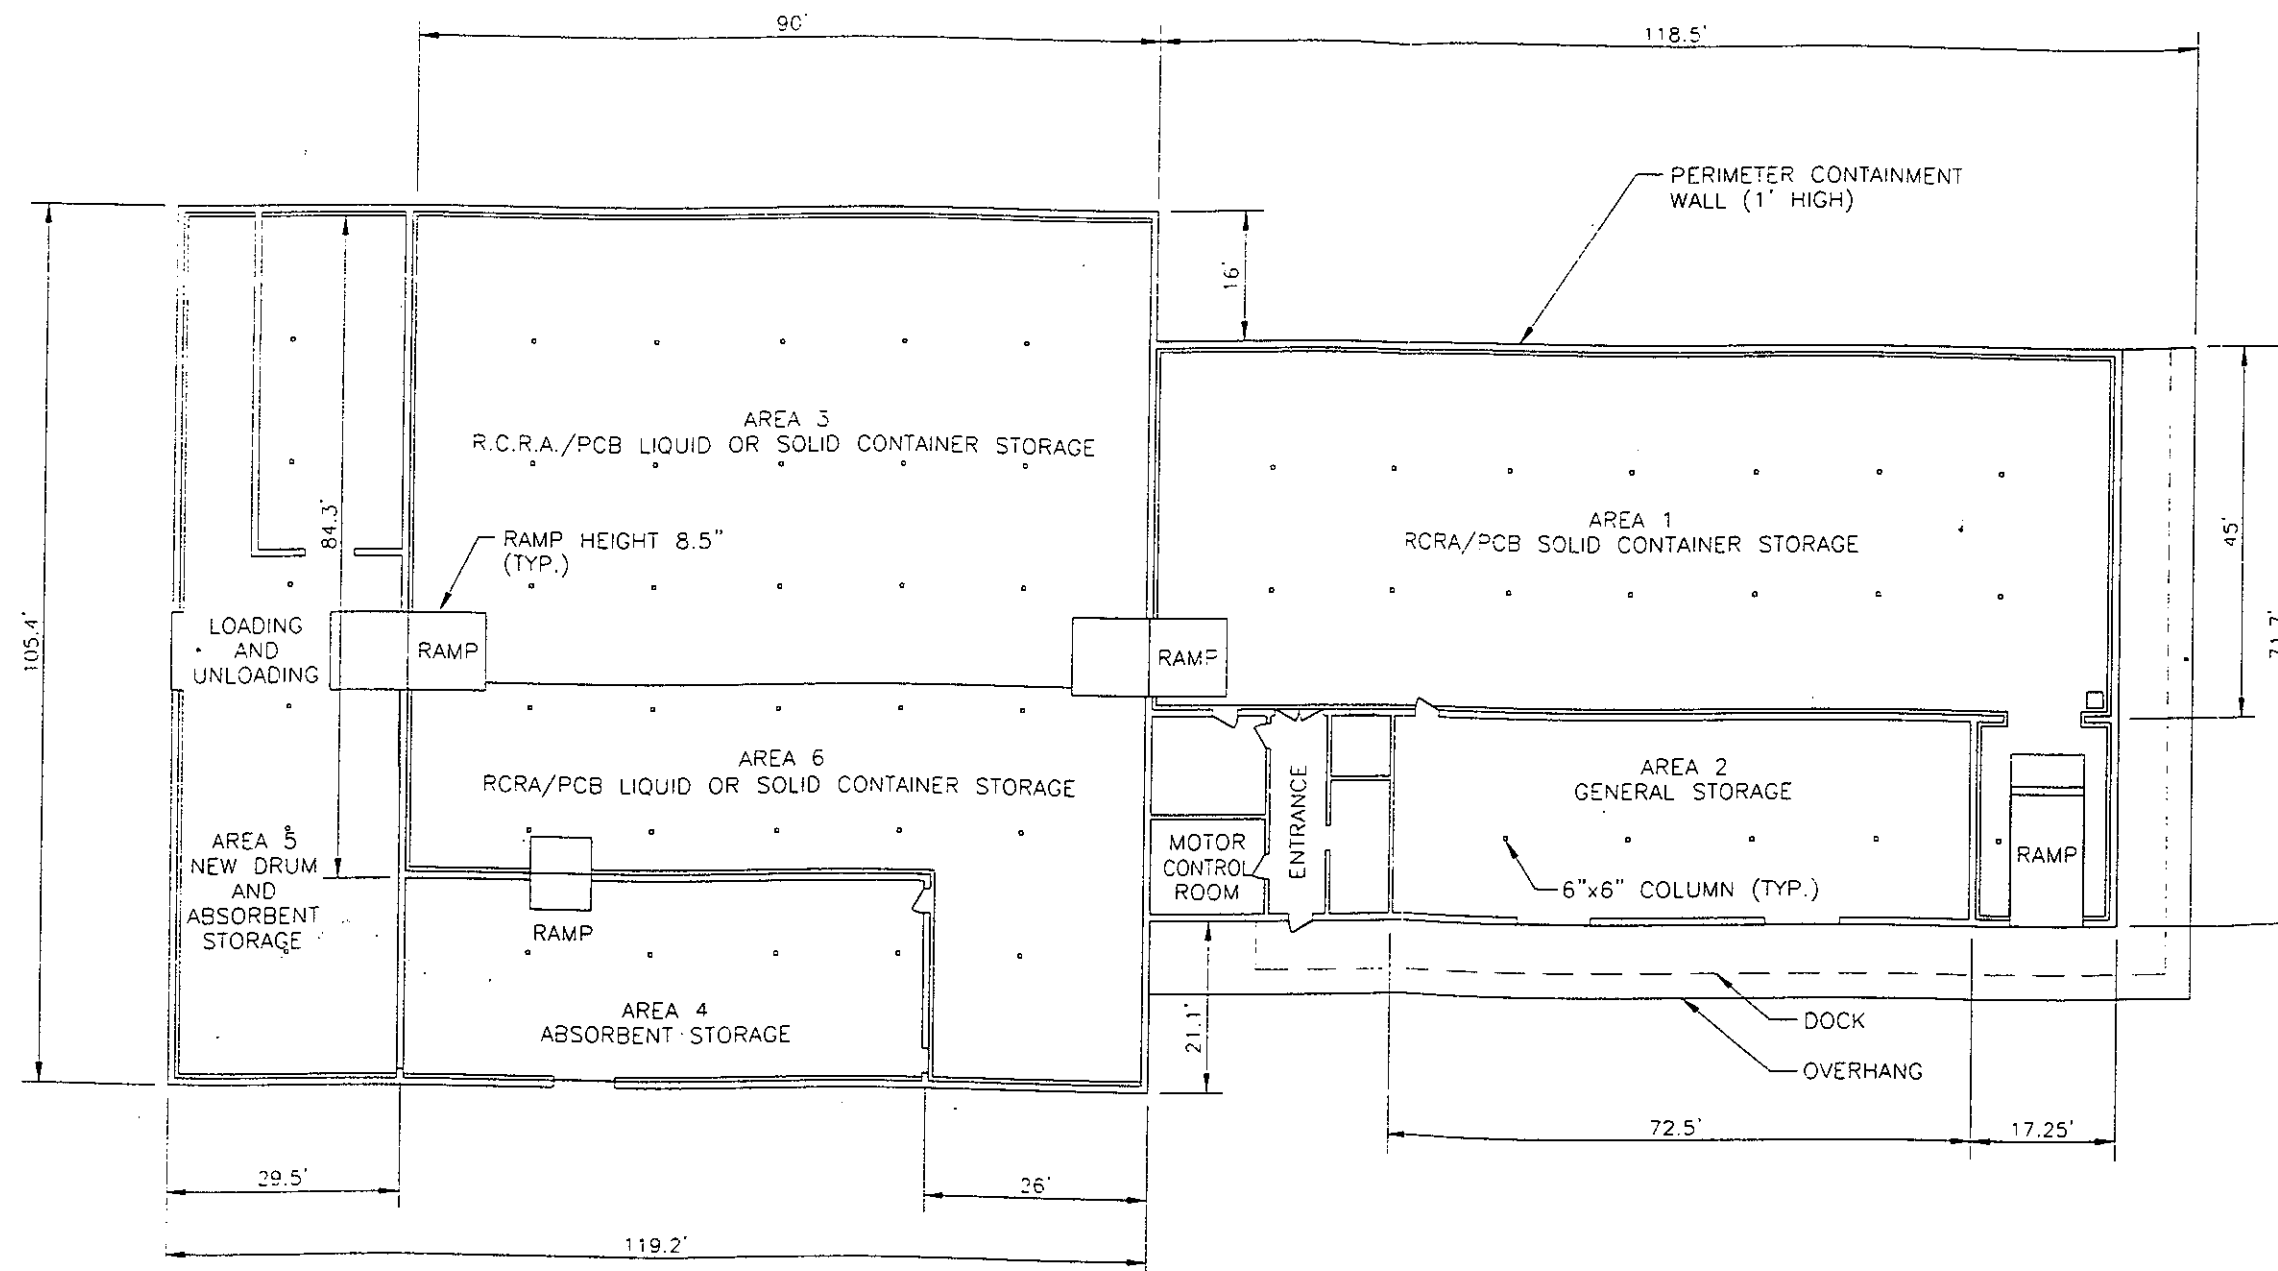 90'
118.5'
PERIMETER CONTAINMENT
WALL (1' HIGH)
16'
AREA 3
R.C.R.A./PCB LIQUID OR SOLID CONTAINER STORAGE
AREA 1
RCRA/PCB SOLID CONTAINER STORAGE
84.3'
RAMP HEIGHT 8.5"
(TYP.)
45'
105.4'
LOADING
AND
UNLOADING
RAMP
RAMP
71.7'
AREA 6
RCRA/PCB LIQUID OR SOLID CONTAINER STORAGE
AREA 2
GENERAL STORAGE
ENTRANCE
AREA 5
NEW DRUM
AND
ABSORBENT
STORAGE
MOTOR
CONTROL
ROOM
RAMP
6"x6" COLUMN (TYP.)
RAMP
AREA 4
ABSORBENT STORAGE
21.1'
DOCK
OVERHANG
72.5'
17.25'
29.5'
26'
119.2'